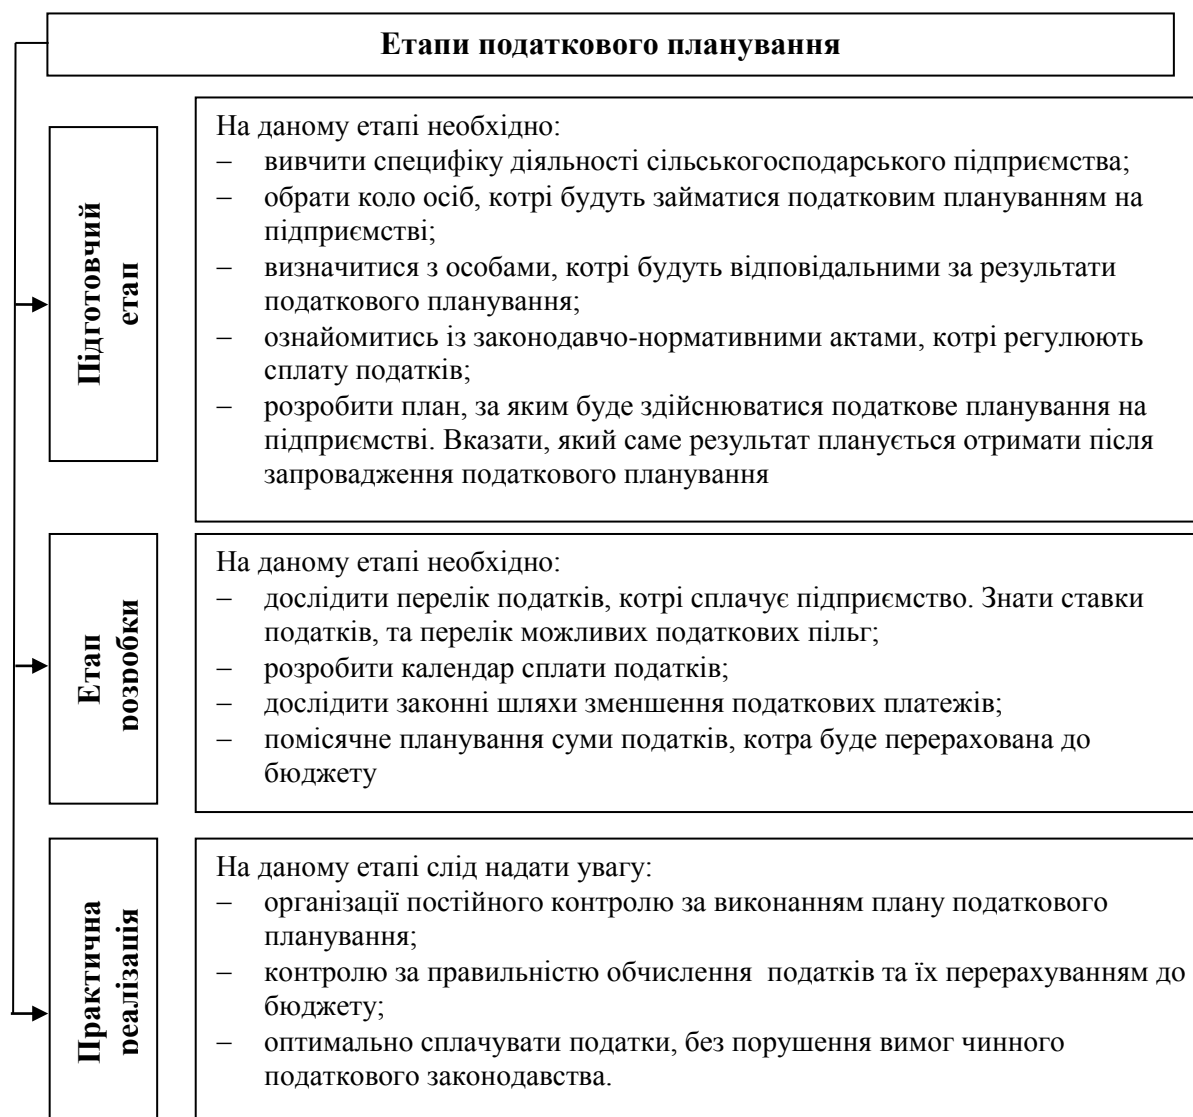 Етапи податкового планування
Підготовчий
етап
На даному етапі необхідно:
– вивчити специфіку діяльності сільськогосподарського підприємства;
– обрати коло осіб, котрі будуть займатися податковим плануванням на
підприємстві;
– визначитися з особами, котрі будуть відповідальними за результати
податкового планування;
– ознайомитись із законодавчо-нормативними актами, котрі регулюють
сплату податків;
– розробити план, за яким буде здійснюватися податкове планування на
підприємстві. Вказати, який саме результат планується отримати після
запровадження податкового планування
Етап
розробки
На даному етапі необхідно:
– дослідити перелік податків, котрі сплачує підприємство. Знати ставки
податків, та перелік можливих податкових пільг;
– розробити календар сплати податків;
– дослідити законні шляхи зменшення податкових платежів;
– помісячне планування суми податків, котра буде перерахована до
бюджету
Практична
реалізація
На даному етапі слід надати увагу:
– організації постійного контролю за виконанням плану податкового
планування;
– контролю за правильністю обчислення  податків та їх перерахуванням до
бюджету;
– оптимально сплачувати податки, без порушення вимог чинного
податкового законодавства.